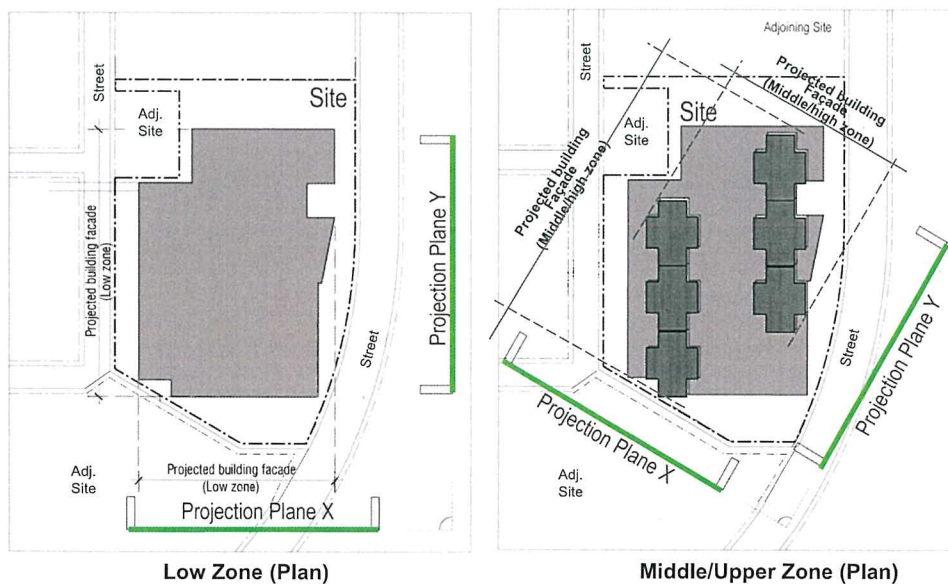 Street
Adj.
Site
Site
Projected building facade
(Low zone)
Projection Plane Y
Street
Projected building facade
(Low zone)
Adj.
Site
Projection Plane X
Low Zone (Plan)
Adjoining Site
Street
Projected building
Façade
(Middle/high zone)
Site
Adj.
Site
Projected building
Façade
(Middle/high zone)
Projection Plane Y
Street
Projection Plane X
Adj.
Site
Middle/Upper Zone (Plan)